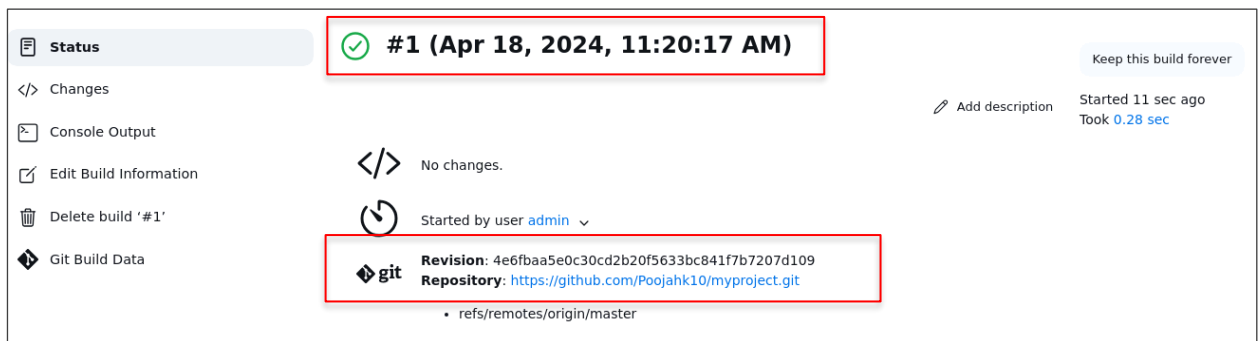 Status
Changes
Console Output
Edit Build Information
Delete build ‘#1’
Git Build Data
#1 (Apr 18, 2024, 11:20:17 AM)
Keep this build forever
Add description
Started 11 sec ago
Took 0.28 sec
No changes.
Started by user admin
git
Revision: 4e6fbaa5e0c30cd2b20f5633bc841f7b7207d109
Repository: https://github.com/Poojahk10/myproject.git
• refs/remotes/origin/master